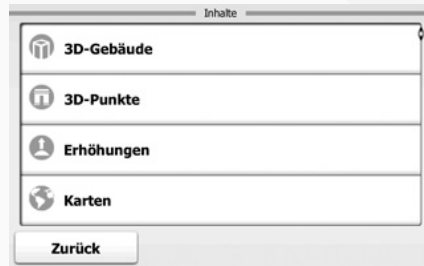 Inhalte
3D-Gebäude
3D-Punkte
Erhöhungen
Karten
Zurück